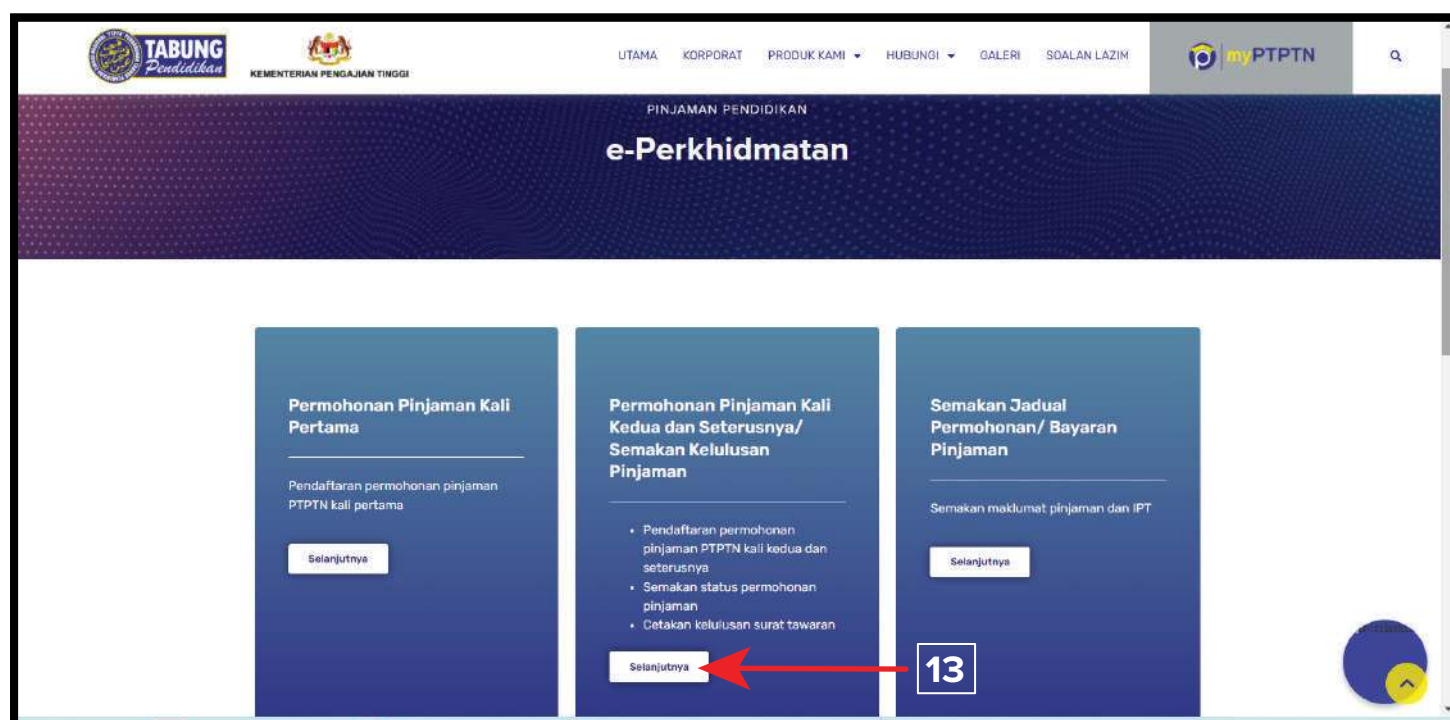 TABUNG
Pendidikan
KEMENTERIAN PENGAJIAN TINGGI
UTAMA KORPORAT PRODUK KAMI HUBUNGI GALERI SOALAN LAZIM
myPTPTN
PINJAMAN PENDIDIKAN
e-Perkhidmatan
Permohonan Pinjaman Kali
Pertama
Pendaftaran permohonan pinjaman
PTPTN kali pertama
Selanjutnya
Permohonan Pinjaman Kali
Kedua dan Seterusnya/
Semakan Kelulusan
Pinjaman
• Pendaftaran permohonan
pinjaman PTPTN kali kedua dan
seterusnya
• Semakan status permohonan
pinjaman
• Cetakan kelulusan surat tawaran
Selanjutnya
13
Semakan Jadual
Permohonan/ Bayaran
Pinjaman
Semakan maklumat pinjaman dan IPT
Selanjutnya